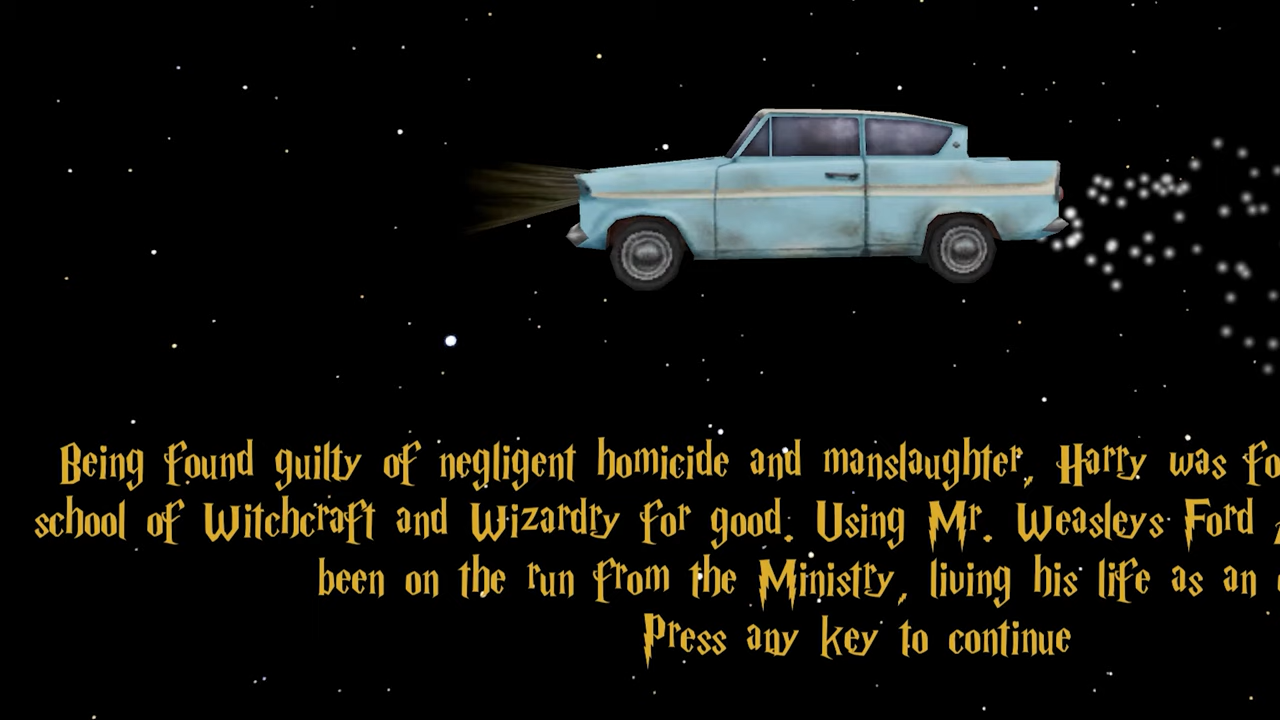 Being found guilty of negligent homicide and manslaughter, Harry was
school of Witchcraft and Wizardry for good. Using Mr. Weasleys Ford
been on the run from the Ministry, living his life as an
Press any key to continue